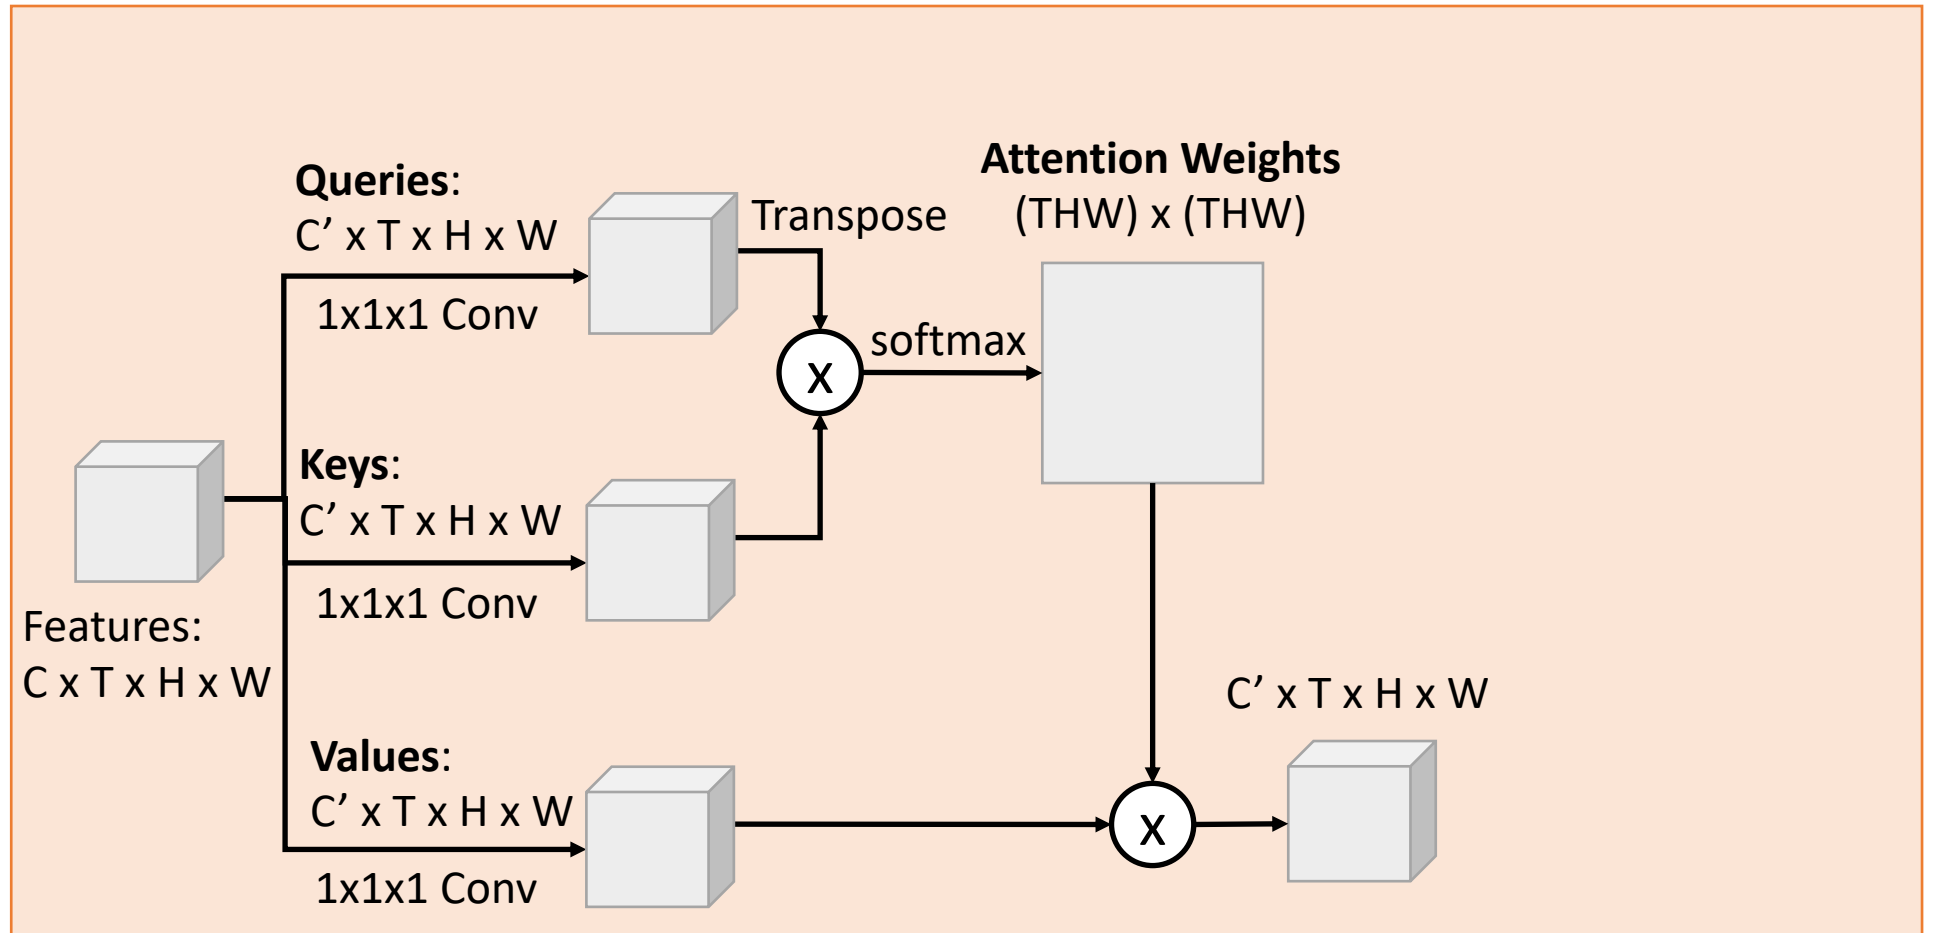 Queries:
C’ x T x H x W
1x1x1 Conv
Transpose
Attention Weights
(THW) x (THW)
x
softmax
Keys:
C’ x T x H x W
1x1x1 Conv
Features:
C x T x H x W
Values:
C’ x T x H x W
1x1x1 Conv
x
C’ x T x H x W